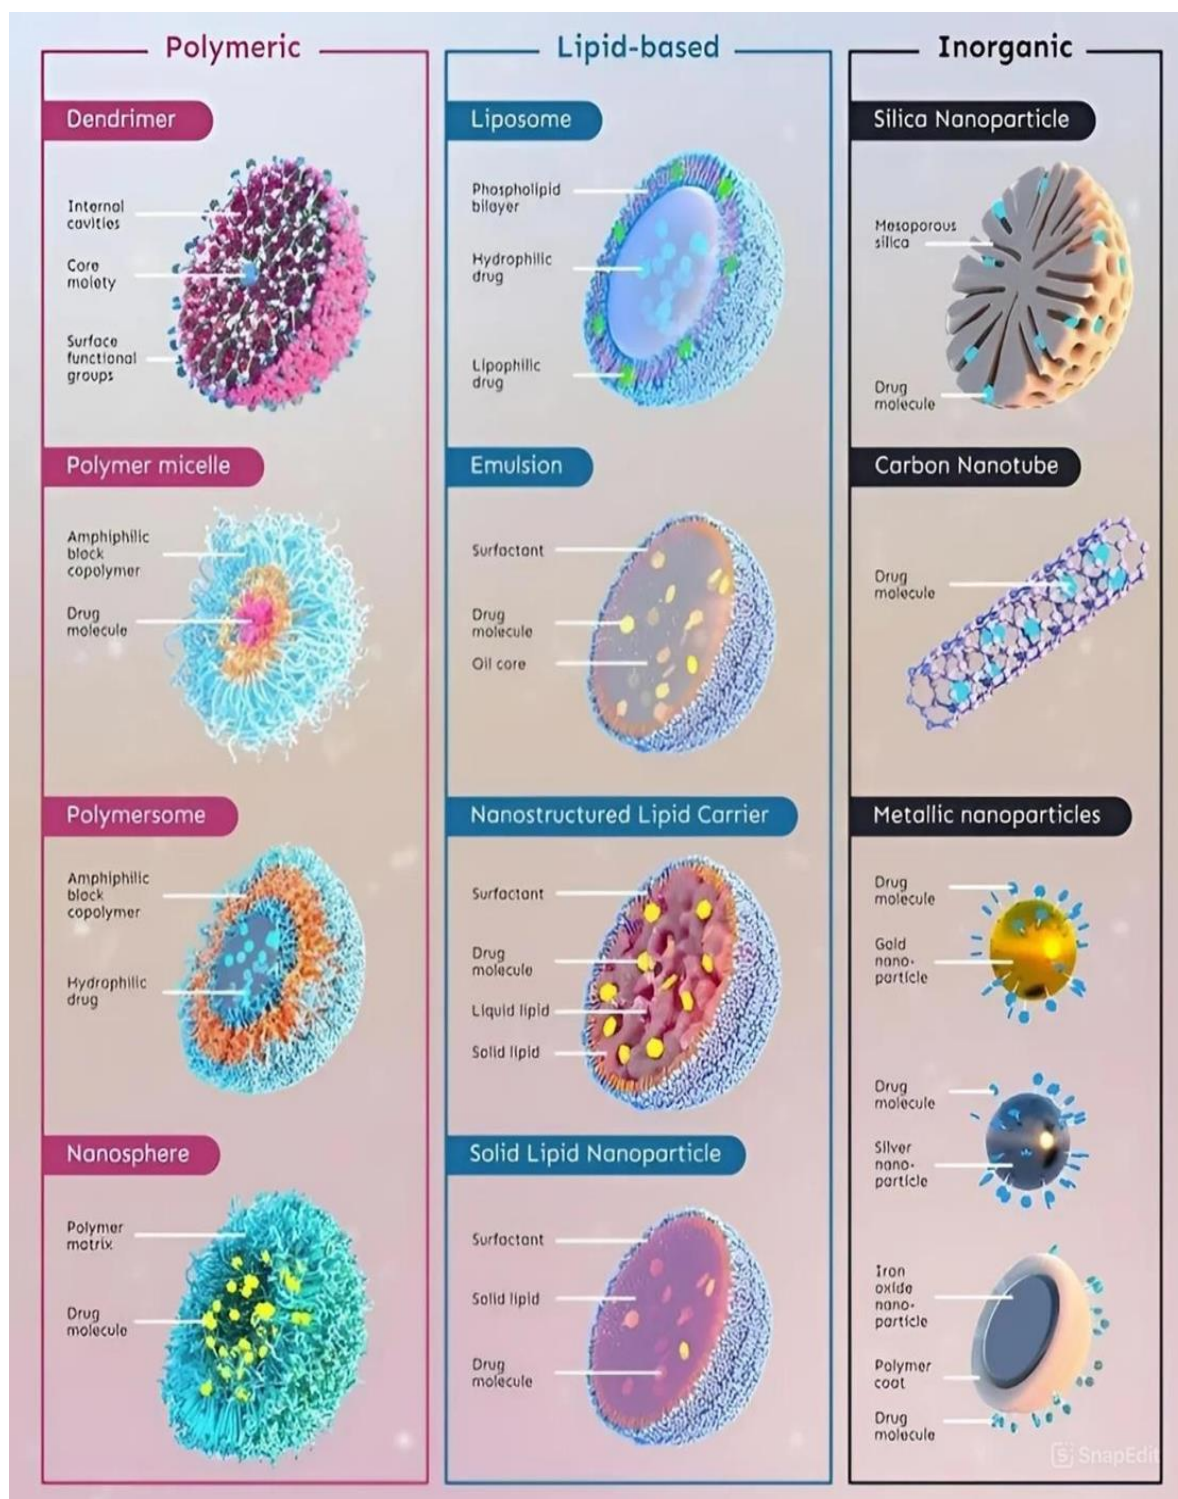 Polymeric
Dendrimer
Internal
cavities
Core
moiety
Surface
functional
groups
Polymer micelle
Amphiphilic
block
copolymer
Drug
molecule
Polymersome
Amphiphilic
block
copolymer
Hydrophilic
drug
Nanosphere
Polymer
matrix
Drug
molecule
Lipid-based
Liposome
Phospholipid
bilayer
Hydrophilic
drug
Lipophilic
drug
Emulsion
Surfactant
Drug
molecule
Oil core
Nanostructured Lipid Carrier
Surfactant
Drug
molecule
Liquid lipid
Solid lipid
Solid Lipid Nanoparticle
Surfactant
Solid lipid
Drug
molecule
Inorganic
Silica Nanoparticle
Mesoporous
silica
Drug
molecule
Carbon Nanotube
Drug
molecule
Metallic nanoparticles
Drug
molecule
Gold
nano-
particle
Drug
molecule
Silver
nano-
particle
Iron
oxide
nano-
particle
Polymer
coat
Drug
molecule
SnapEdit